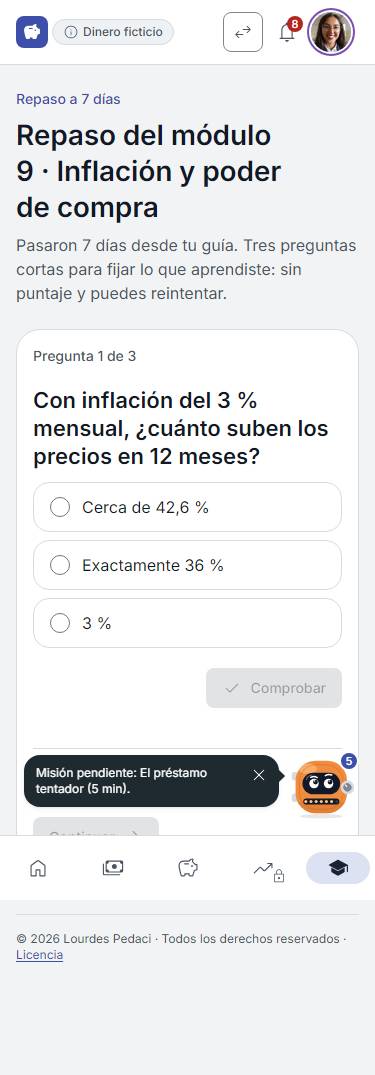 Dinero ficticio
8
Repaso a 7 días
Repaso del módulo
9 · Inflación y poder
de compra
Pasaron 7 días desde tu guía. Tres preguntas
cortas para fijar lo que aprendiste: sin
puntaje y puedes reintentar.
Pregunta 1 de 3
Con inflación del 3 %
mensual, ¿cuánto suben los
precios en 12 meses?
Cerca de 42,6 %
Exactamente 36 %
3 %
Comprobar
5
Misión pendiente: El préstamo
tentador (5 min).
Continuar
© 2026 Lourdes Pedaci · Todos los derechos reservados ·
Licencia